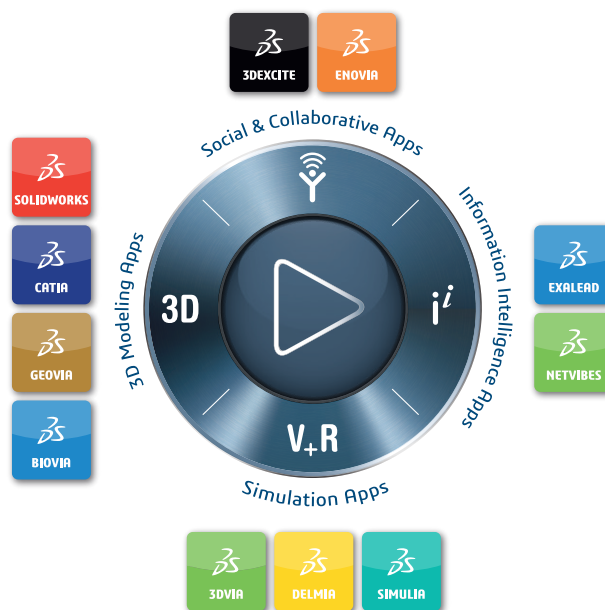 3DEXCITE
ENOVIA
Social & Collaborative Apps
SOLIDWORKS
CATIA
GEOVIA
BIOVIA
3D Modeling Apps
3D
iⁱ
Information Intelligence Apps
EXALEAD
NETVIBES
V+R
Simulation Apps
3DVIA
DELMIA
SIMULIA